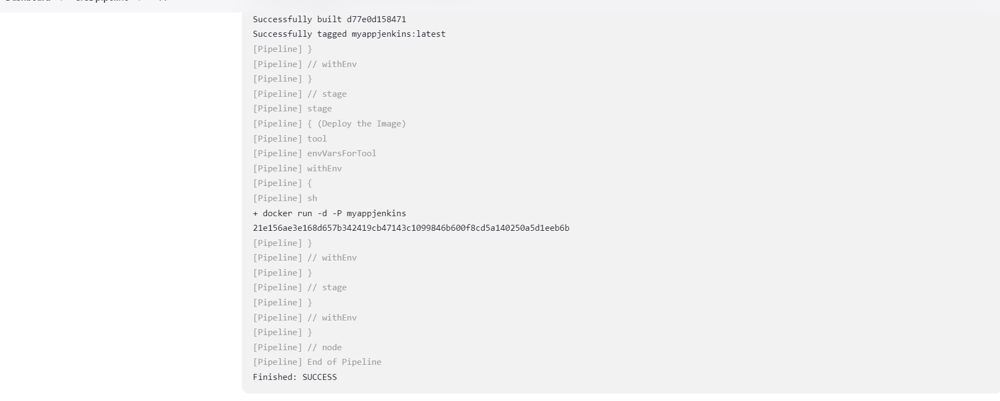 Successfully built d77e0d158471
Successfully tagged myappjenkins:latest
[Pipeline] }
[Pipeline] // withEnv
[Pipeline] }
[Pipeline] // stage
[Pipeline] stage
[Pipeline] { (Deploy the Image)
[Pipeline] tool
[Pipeline] envVarsForTool
[Pipeline] withEnv
[Pipeline] {
[Pipeline] sh
+ docker run -d -P myappjenkins
21e156ae3e168d657b342419cb47143c1099846b600f8cd5a140250a5d1eeb6b
[Pipeline] }
[Pipeline] // withEnv
[Pipeline] }
[Pipeline] // stage
[Pipeline] }
[Pipeline] // withEnv
[Pipeline] }
[Pipeline] // node
[Pipeline] End of Pipeline
Finished: SUCCESS